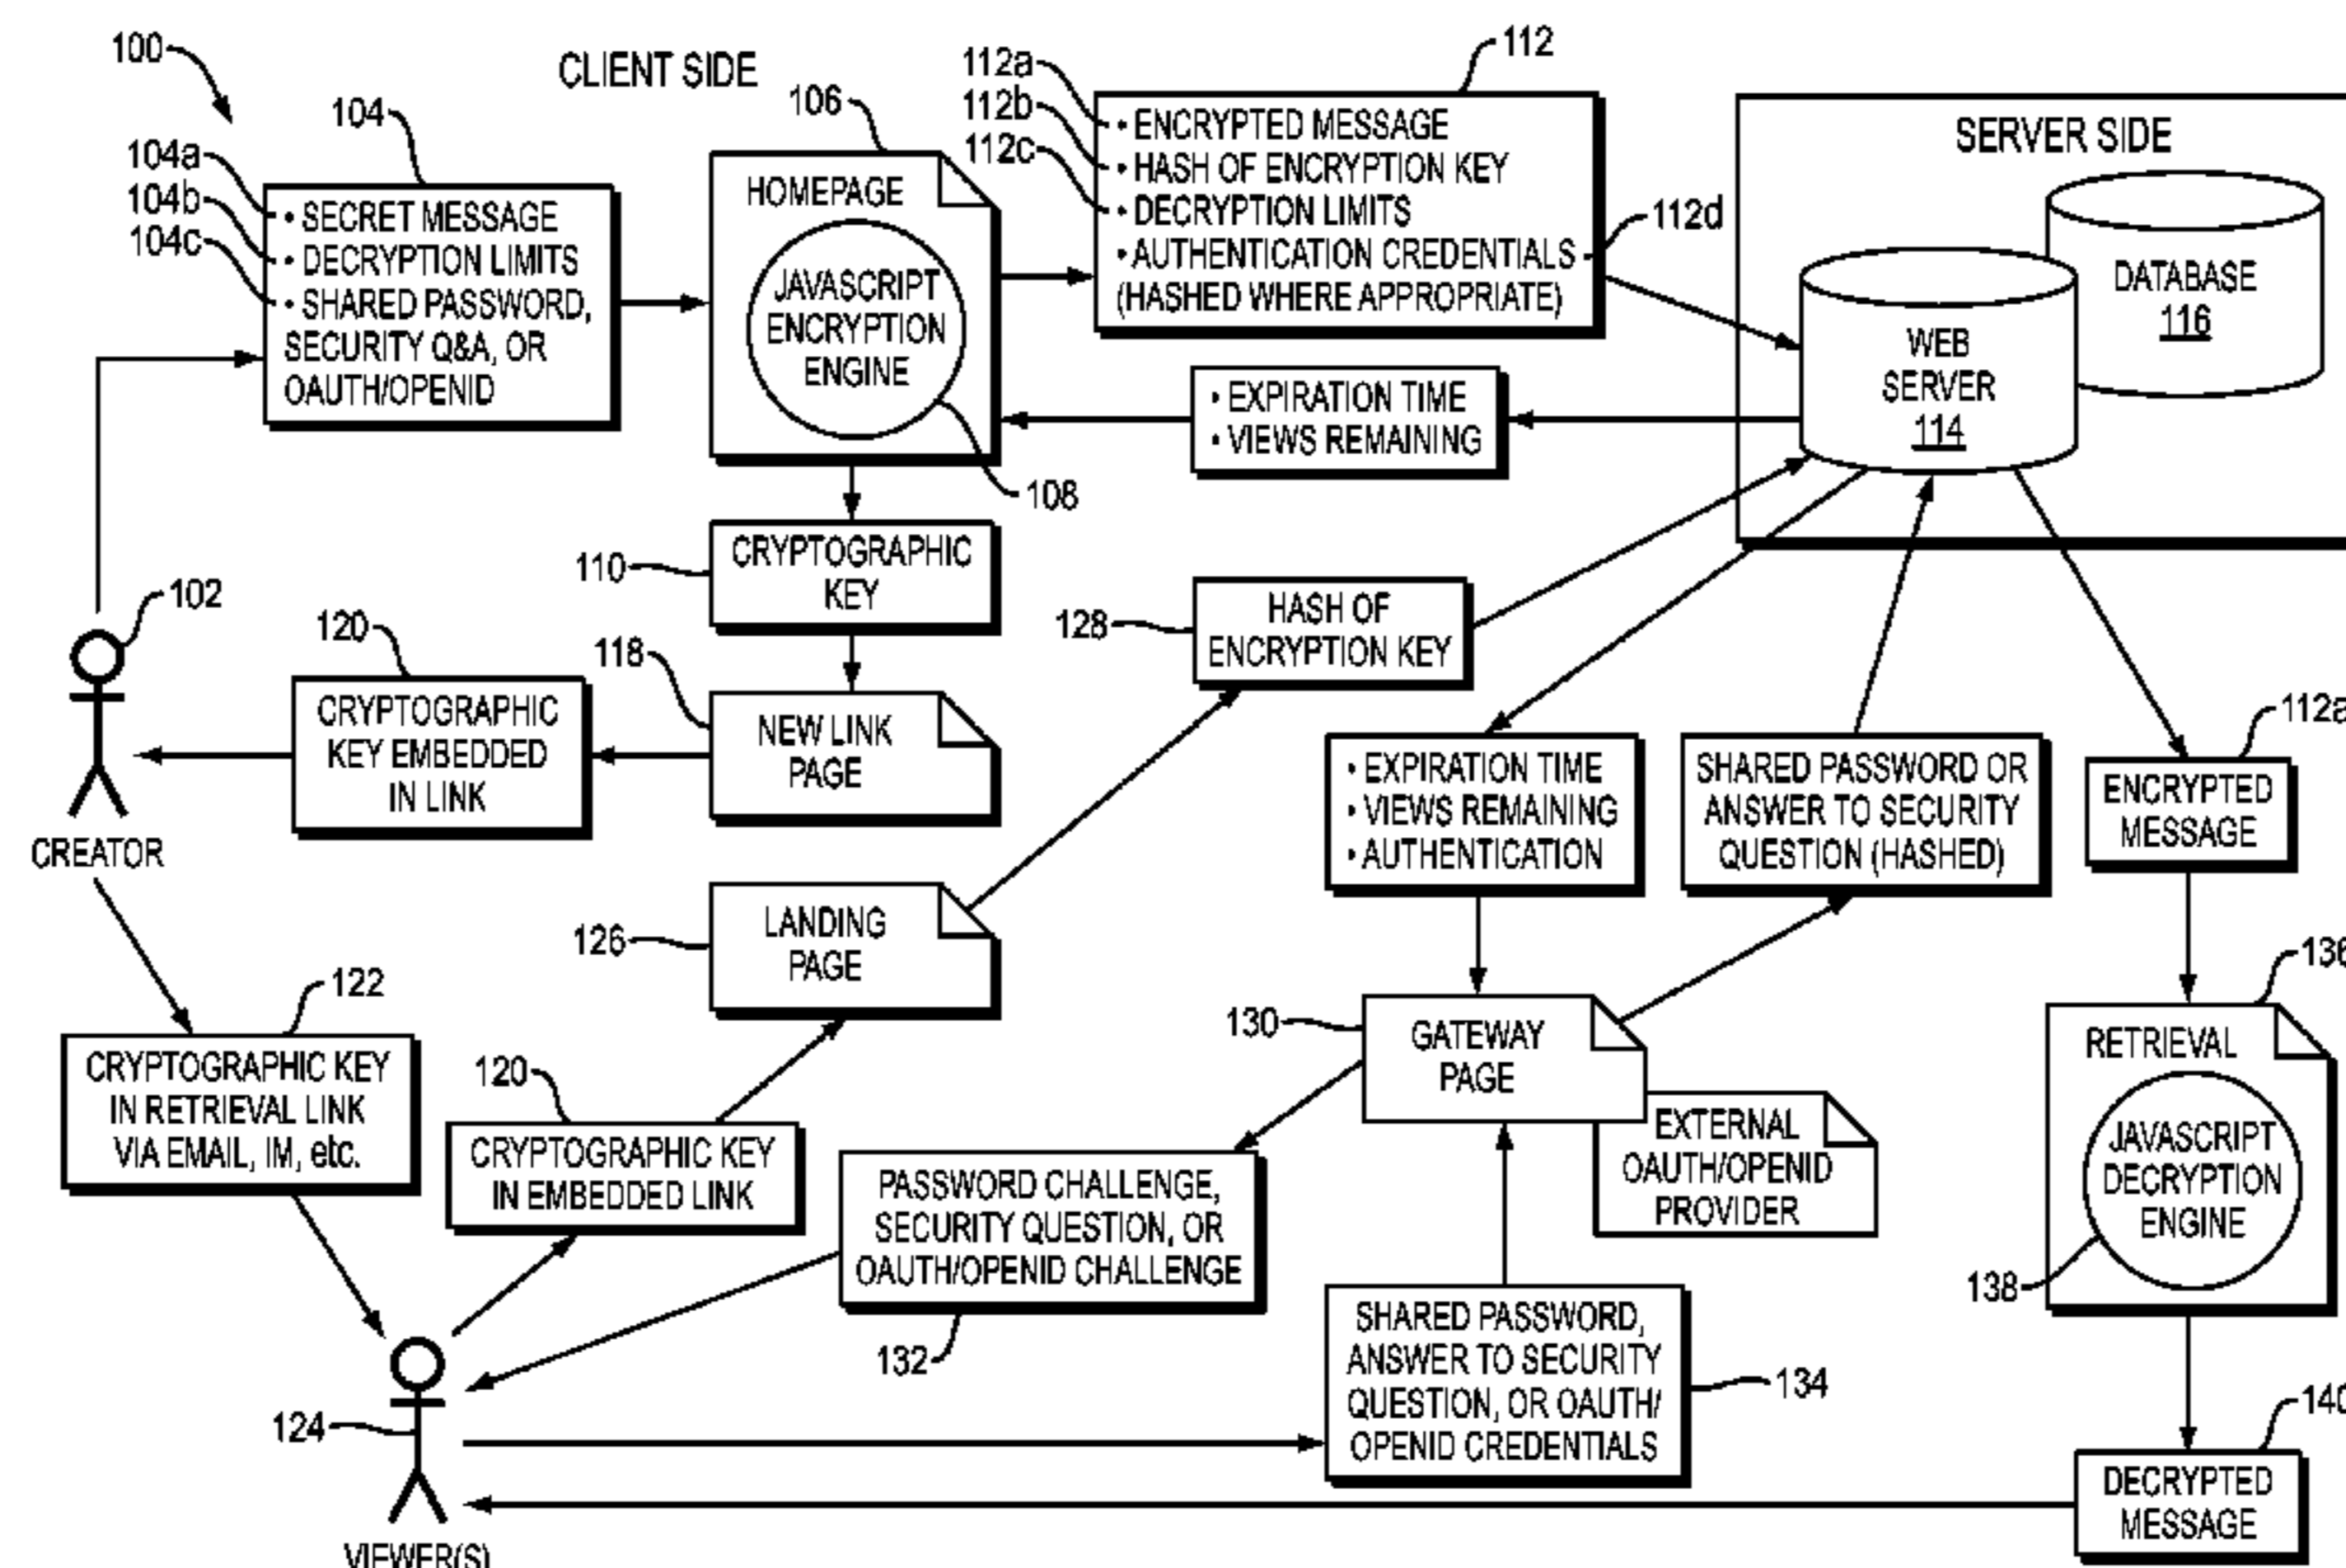 100
CLIENT SIDE
104
104a
104b
104c
• SECRET MESSAGE
• DECRYPTION LIMITS
• SHARED PASSWORD,
SECURITY Q&A, OR
OAUTH/OPENID
106
HOMEPAGE
JAVASCRIPT
ENCRYPTION
ENGINE
108
112
112a
112b
112c
• ENCRYPTED MESSAGE
• HASH OF ENCRYPTION KEY
• DECRYPTION LIMITS
• AUTHENTICATION CREDENTIALS
(HASHED WHERE APPROPRIATE)
112d
SERVER SIDE
DATABASE
116
WEB
SERVER
114
• EXPIRATION TIME
• VIEWS REMAINING
110
CRYPTOGRAPHIC
KEY
102
CREATOR
120
CRYPTOGRAPHIC
KEY EMBEDDED
IN LINK
118
NEW LINK
PAGE
128
HASH OF
ENCRYPTION KEY
• EXPIRATION TIME
• VIEWS REMAINING
• AUTHENTICATION
SHARED PASSWORD OR
ANSWER TO SECURITY
QUESTION (HASHED)
112a
ENCRYPTED
MESSAGE
126
LANDING
PAGE
122
CRYPTOGRAPHIC KEY
IN RETRIEVAL LINK
VIA EMAIL, IM, etc.
120
CRYPTOGRAPHIC KEY
IN EMBEDDED LINK
130
GATEWAY
PAGE
EXTERNAL
OAUTH/OPENID
PROVIDER
136
RETRIEVAL
JAVASCRIPT
DECRYPTION
ENGINE
138
PASSWORD CHALLENGE,
SECURITY QUESTION, OR
OAUTH/OPENID CHALLENGE
132
SHARED PASSWORD,
ANSWER TO SECURITY
QUESTION, OR OAUTH/
OPENID CREDENTIALS
134
124
VIEWER(S)
140
DECRYPTED
MESSAGE